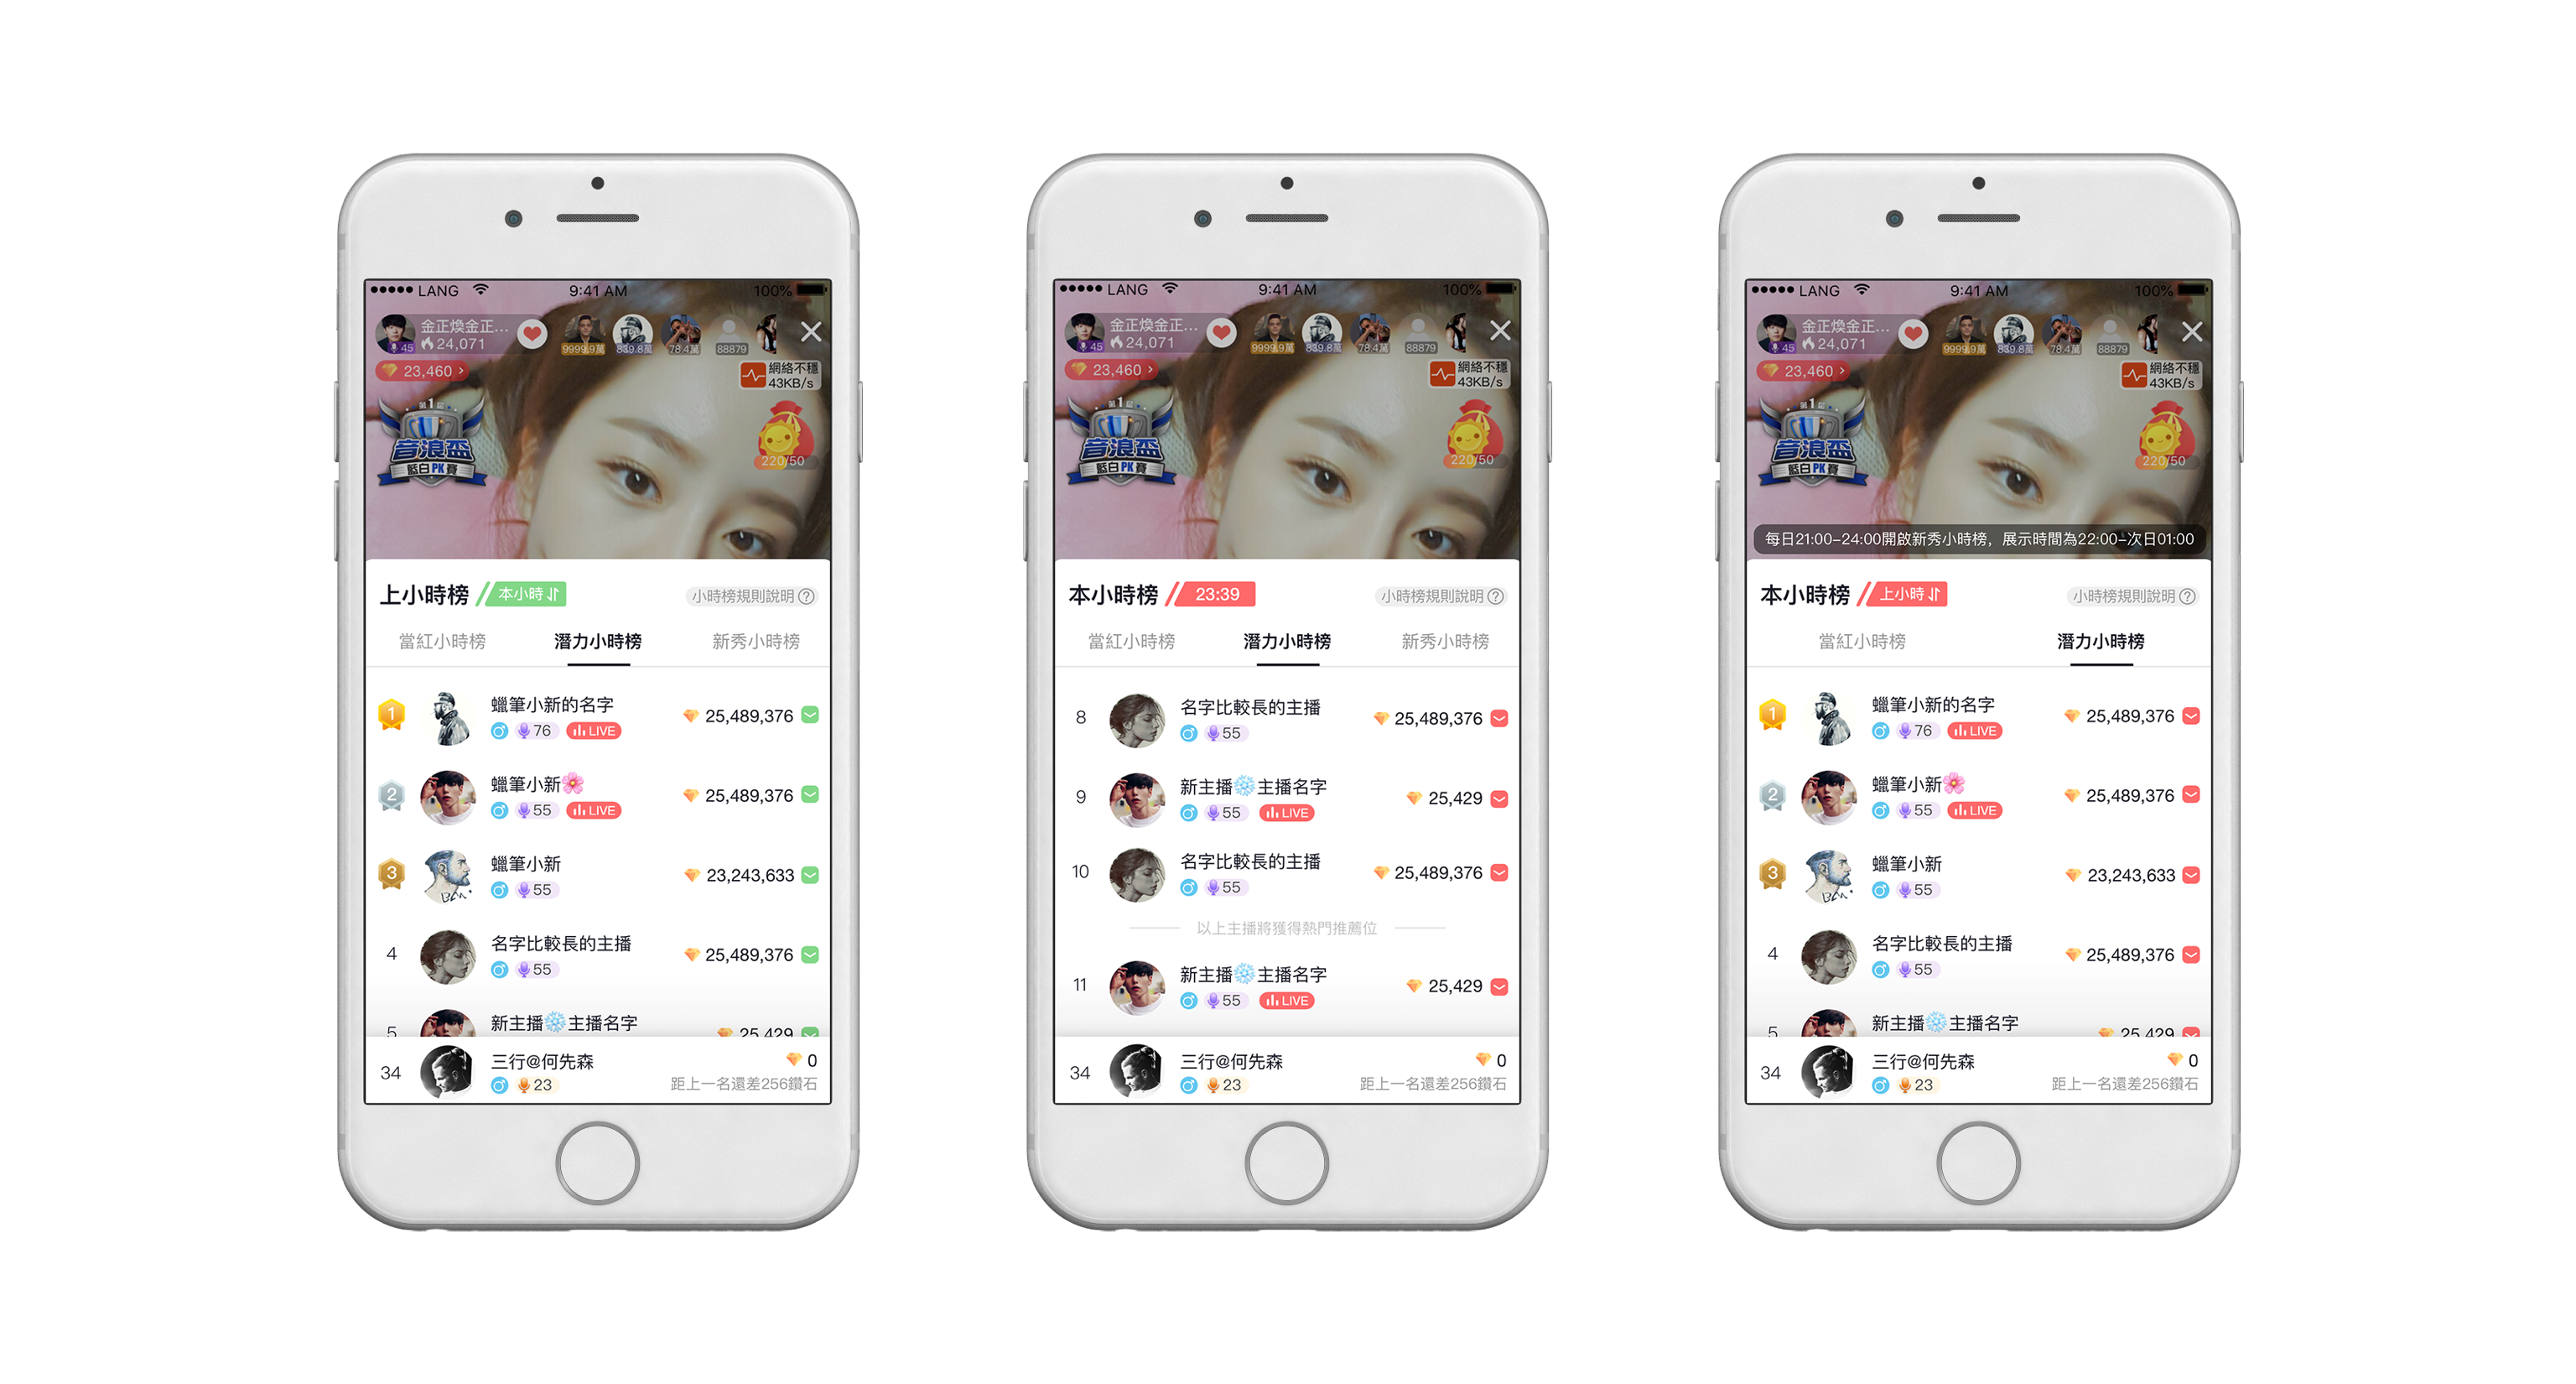 LANG 9:41 AM 100%
金正煥金正...
45 24,071
9999.9萬 839.8萬 78.4萬 88879
23,460 >
網絡不穩
43KB/s
第1屆
音浪盃
藍白PK賽
220/50
上小時榜 本小時 小時榜規則說明?
當紅小時榜 潛力小時榜 新秀小時榜
1 蠟筆小新的名字 25,489,376
76 LIVE
2 蠟筆小新🌸 25,489,376
55 LIVE
3 蠟筆小新 23,243,633
55
4 名字比較長的主播 25,489,376
55
5 新主播❄️主播名字 25,429
34 三行@何先森 0
23 距上一名還差256鑽石
LANG 9:41 AM 100%
金正煥金正...
45 24,071
9999.9萬 839.8萬 78.4萬 88879
23,460 >
網絡不穩
43KB/s
第1屆
音浪盃
藍白PK賽
220/50
本小時榜 23:39 小時榜規則說明?
當紅小時榜 潛力小時榜 新秀小時榜
8 名字比較長的主播 25,489,376
55
9 新主播❄️主播名字 25,429
55 LIVE
10 名字比較長的主播 25,489,376
55
以上主播將獲得熱門推薦位
11 新主播❄️主播名字 25,429
55 LIVE
34 三行@何先森 0
23 距上一名還差256鑽石
LANG 9:41 AM 100%
金正煥金正...
45 24,071
9999.9萬 839.8萬 78.4萬 88879
23,460 >
網絡不穩
43KB/s
第1屆
音浪盃
藍白PK賽
220/50
每日21:00-24:00開啟新秀小時榜，展示時間為22:00-次日01:00
本小時榜 上小時 小時榜規則說明?
當紅小時榜 潛力小時榜
1 蠟筆小新的名字 25,489,376
76 LIVE
2 蠟筆小新🌸 25,489,376
55 LIVE
3 蠟筆小新 23,243,633
55
4 名字比較長的主播 25,489,376
55
5 新主播❄️主播名字 25,429
34 三行@何先森 0
23 距上一名還差256鑽石